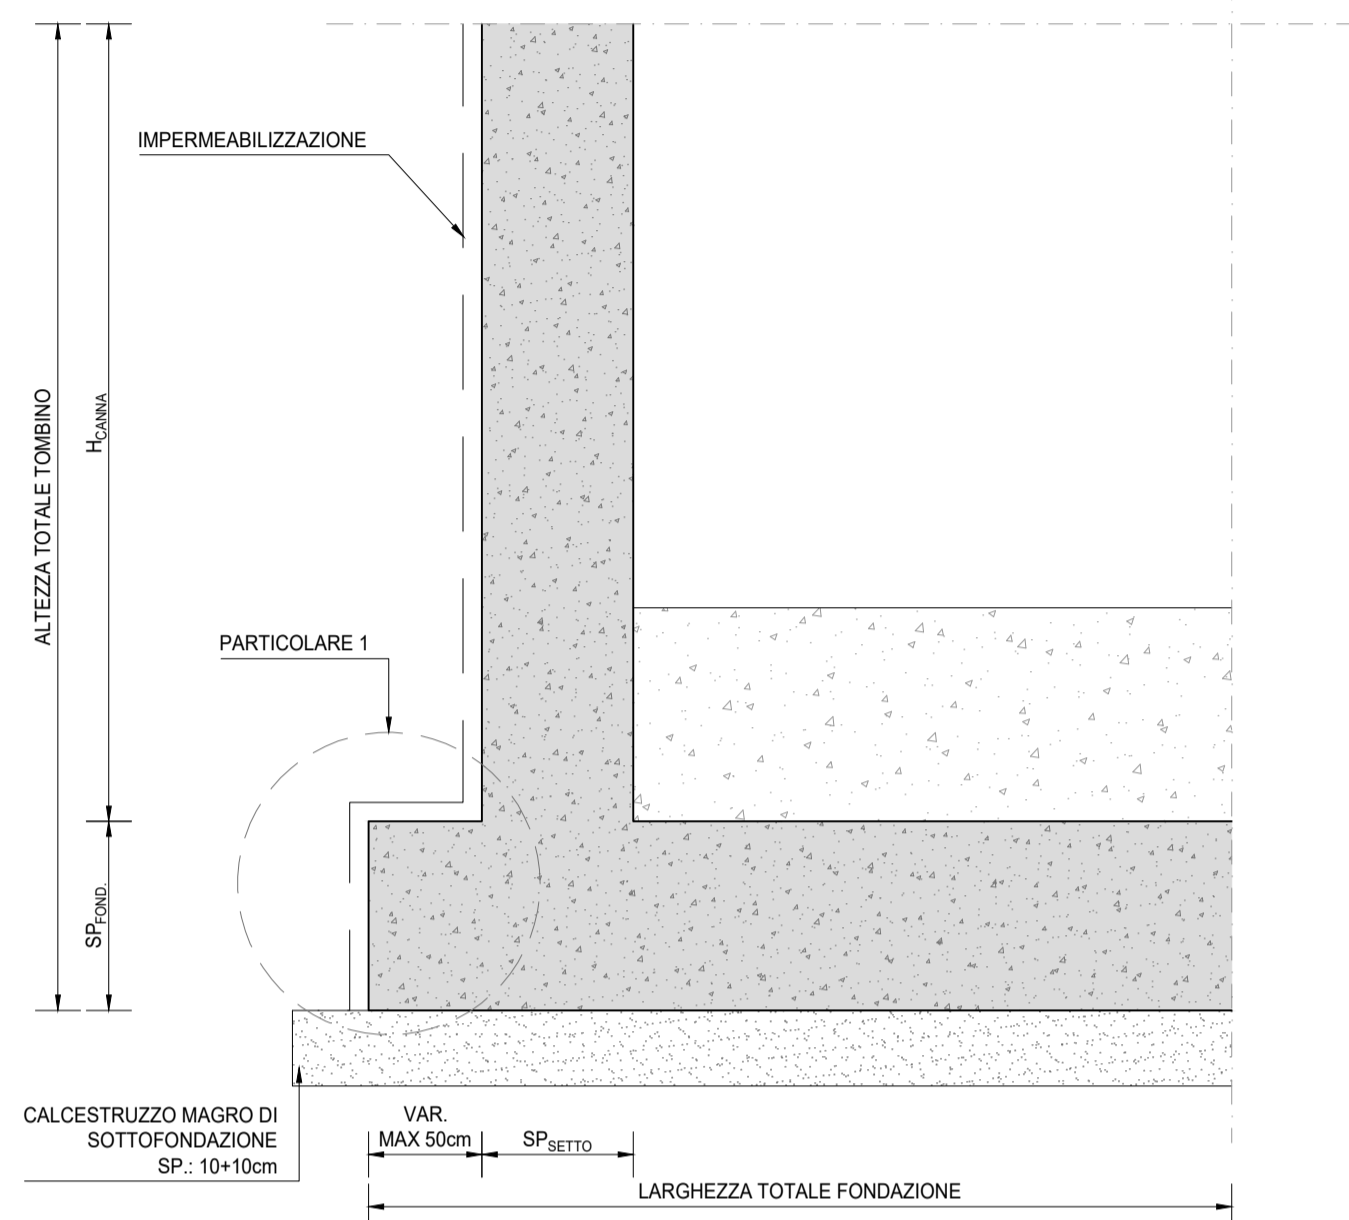 IMPERMEABILIZZAZIONE
ALTEZZA TOTALE TOMBINO
HCANNA
PARTICOLARE 1
SPFOND.
CALCESTRUZZO MAGRO DI
SOTTOFONDAZIONE
SP.: 10+10cm
VAR.
MAX 50cm
SPSETTO
LARGHEZZA TOTALE FONDAZIONE